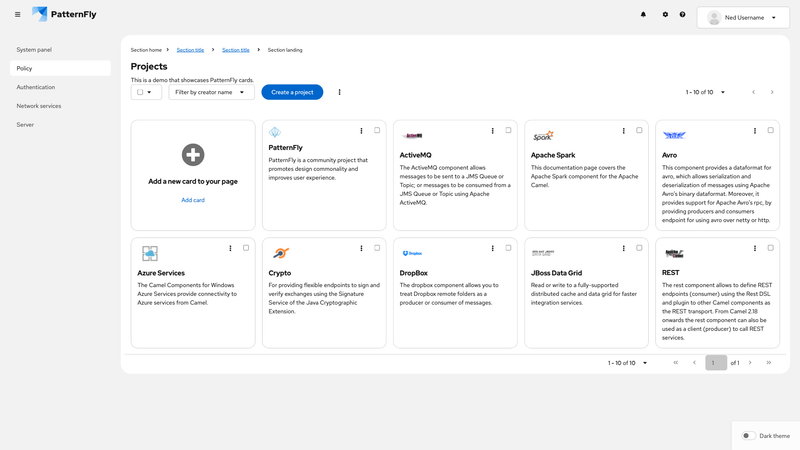 PatternFly
Ned Username
System panel
Policy
Authentication
Network services
Server
Section home
Section title
Section title
Section landing
Projects
This is a demo that showcases PatternFly cards.
Filter by creator name
Create a project
1 - 10 of 10
Add a new card to your page
Add card
PatternFly
PatternFly is a community project that
promotes design commonality and
improves user experience.
ActiveMQ
The ActiveMQ component allows
messages to be sent to a JMS Queue or
Topic; or messages to be consumed from a
JMS Queue or Topic using Apache
ActiveMQ.
Spark
Apache Spark
This documentation page covers the
Apache Spark component for the Apache
Camel.
Avro
This component provides a dataformat for
avro, which allows serialization and
deserialization of messages using Apache
Avro's binary dataformat. Moreover, it
provides support for Apache Avro's rpc, by
providing producers and consumers
endpoint for using avro over netty or http.
Azure Services
The Camel Components for Windows
Azure Services provide connectivity to
Azure services from Camel.
Crypto
For providing flexible endpoints to sign and
verify exchanges using the Signature
Service of the Java Cryptographic
Extension.
Dropbox
DropBox
The dropbox component allows you to
treat Dropbox remote folders as a
producer or consumer of messages.
JBoss Data Grid
Read or write to a fully-supported
distributed cache and data grid for faster
integration services.
REST
The rest component allows to define REST
endpoints (consumer) using the Rest DSL
and plugin to other Camel components as
the REST transport. From Camel 2.18
onwards the rest component can also be
used as a client (producer) to call REST
services.
1 - 10 of 10
1
of 1
Dark theme